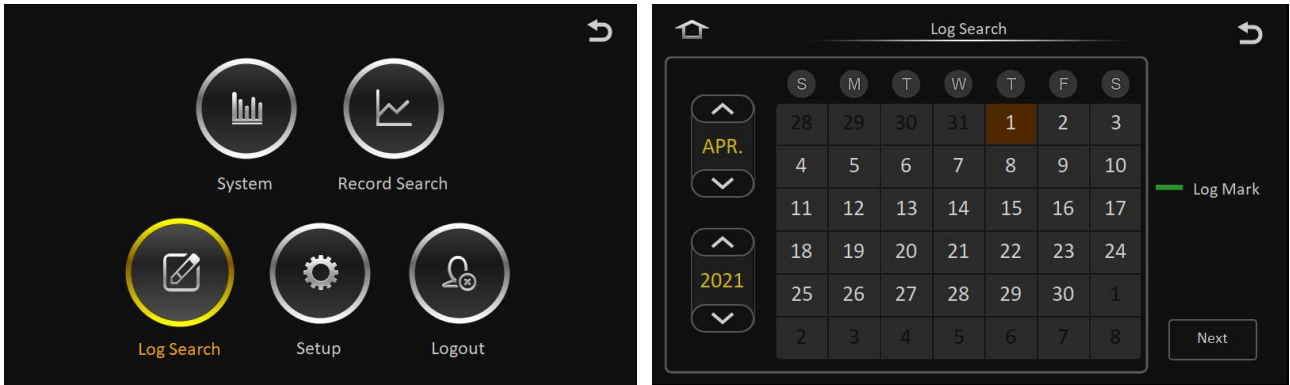 System
Record Search
Log Search
Setup
Logout
Log Search
S M T W T F S
28 29 30 31 1 2 3
APR.
4 5 6 7 8 9 10
Log Mark
11 12 13 14 15 16 17
18 19 20 21 22 23 24
2021
25 26 27 28 29 30 1
2 3 4 5 6 7 8
Next